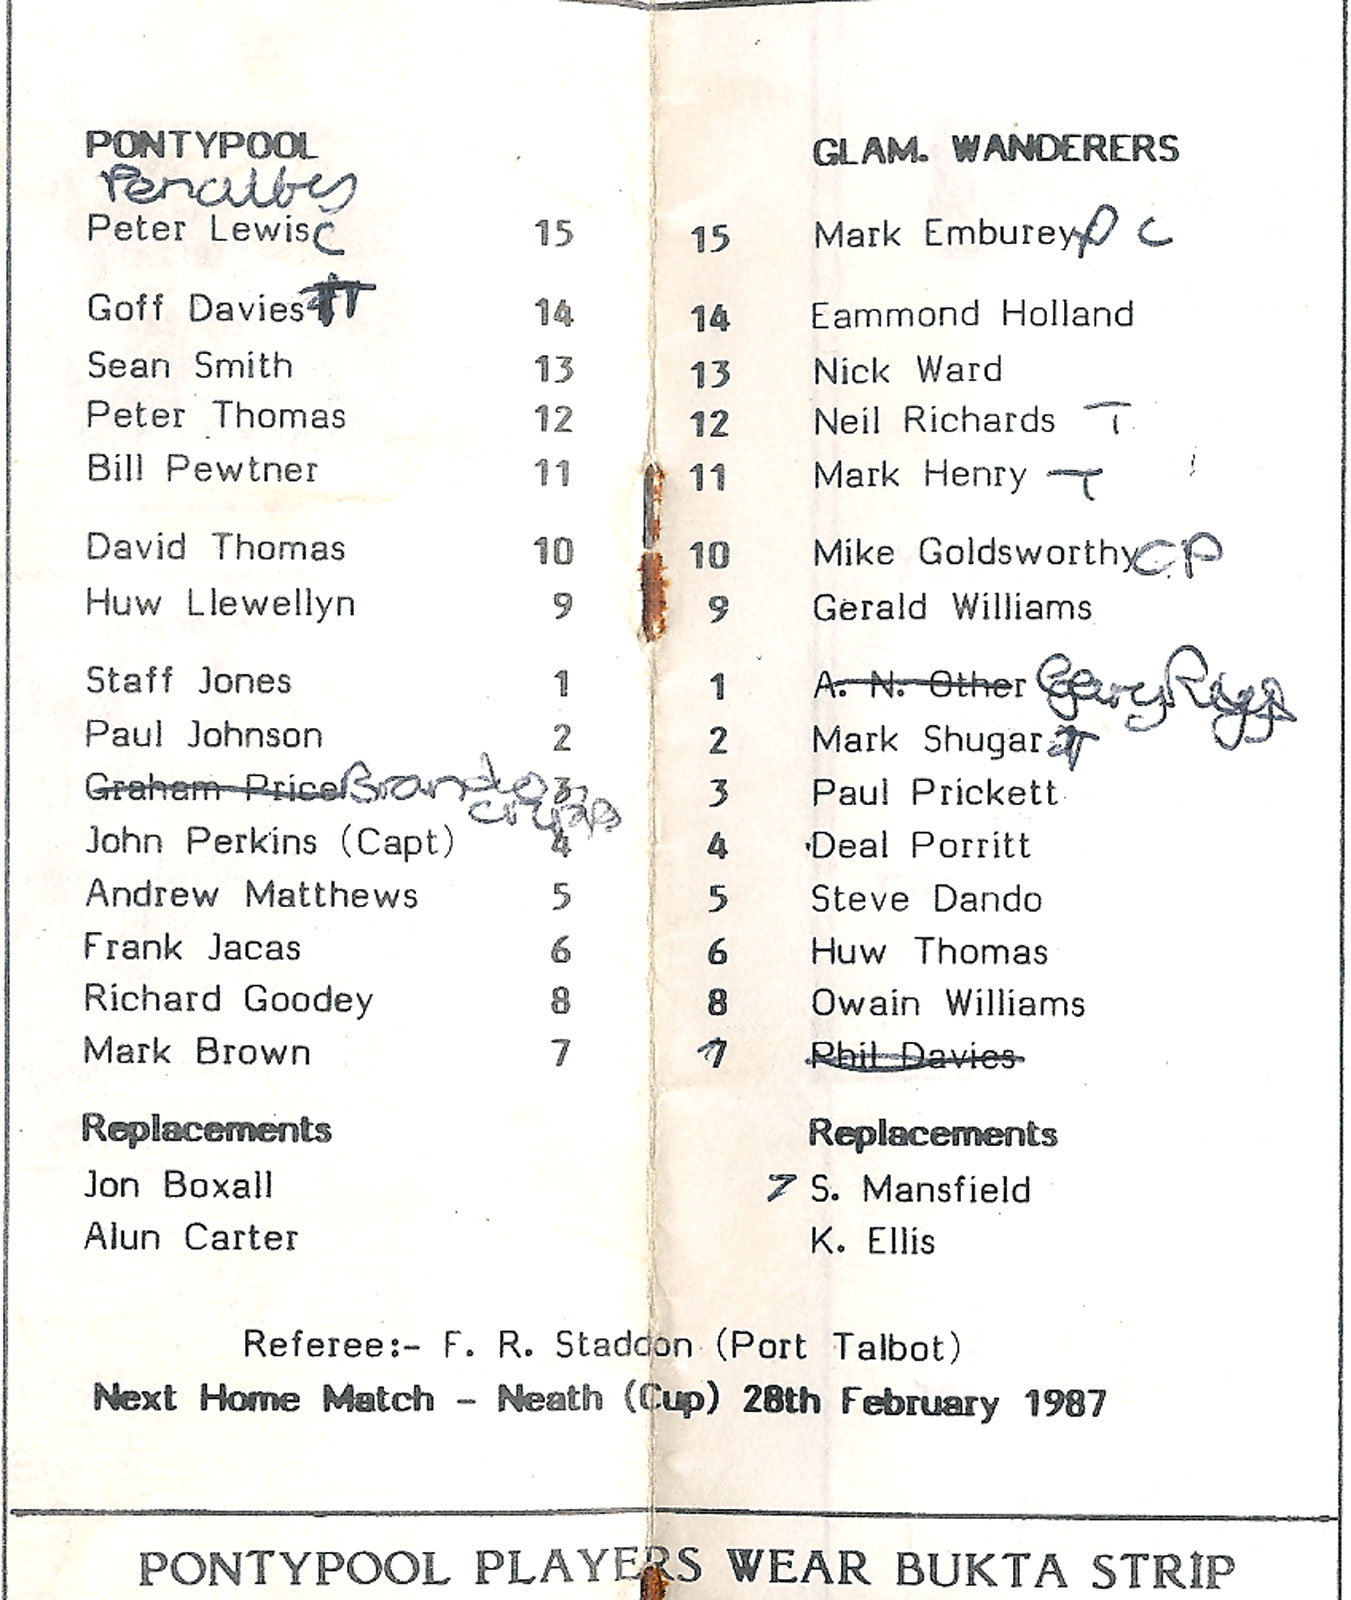 PONTYPOOL
Peter Lewis C 15
Goff Davies TT 14
Sean Smith 13
Peter Thomas 12
Bill Pewtner 11
David Thomas 10
Huw Llewellyn 9
Staff Jones 1
Paul Johnson 2
Graham Price 3
John Perkins (Capt) 4
Andrew Matthews 5
Frank Jacas 6
Richard Goodey 8
Mark Brown 7
Replacements
Jon Boxall
Alun Carter
GLAM. WANDERERS
15 Mark Emburey P C
14 Eammond Holland
13 Nick Ward
12 Neil Richards T
11 Mark Henry T
10 Mike Goldsworthy C P
9 Gerald Williams
1 A. N. Other Gary Riggs
2 Mark Shugar T
3 Paul Prickett
4 Deal Porritt
5 Steve Dando
6 Huw Thomas
8 Owain Williams
7 Phil Davies
Replacements
7 S. Mansfield
K. Ellis
Referee:- F. R. Staddon (Port Talbot)
Next Home Match - Neath (Cup) 28th February 1987
PONTYPOOL PLAYERS WEAR BUKTA STRIP